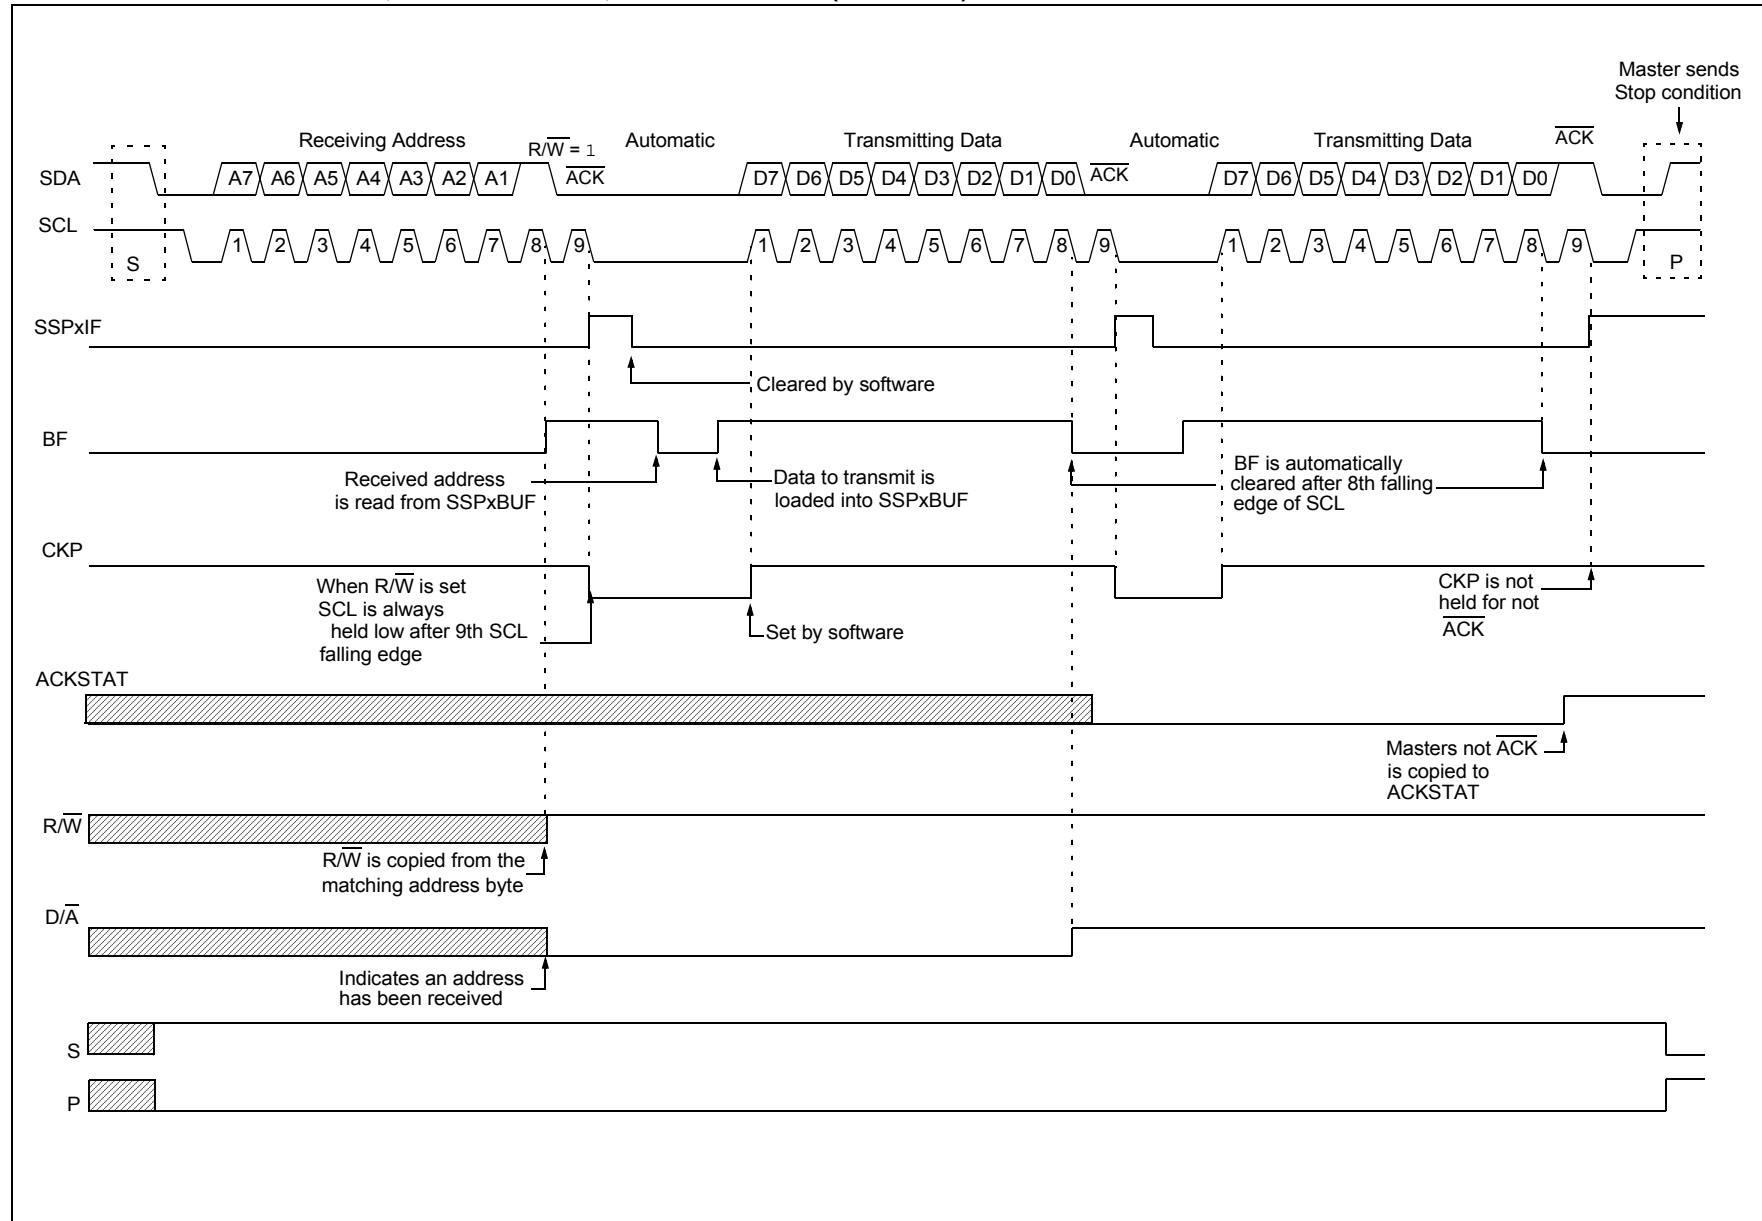 Master sends
Stop condition
Receiving Address
R/W̅ = 1
Automatic
Transmitting Data
Automatic
Transmitting Data
A̅C̅K̅
SDA
A7 A6 A5 A4 A3 A2 A1
A̅C̅K̅
D7 D6 D5 D4 D3 D2 D1 D0
A̅C̅K̅
D7 D6 D5 D4 D3 D2 D1 D0
SCL
1 2 3 4 5 6 7 8 9
1 2 3 4 5 6 7 8 9
1 2 3 4 5 6 7 8 9
S
P
SSPxIF
Cleared by software
BF
Received address
is read from SSPxBUF
Data to transmit is
loaded into SSPxBUF
BF is automatically
cleared after 8th falling
edge of SCL
CKP
When R/W̅ is set
SCL is always
held low after 9th SCL
falling edge
Set by software
CKP is not
held for not
A̅C̅K̅
ACKSTAT
Masters not A̅C̅K̅
is copied to
ACKSTAT
R/W̅
R/W̅ is copied from the
matching address byte
D/A̅
Indicates an address
has been received
S
P